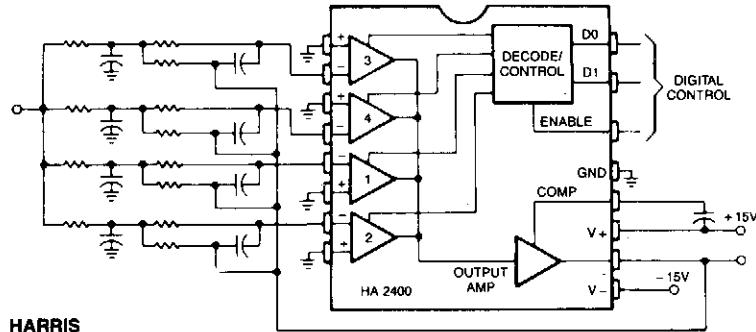 +
−
3
+
−
4
−
1
+
−
2
+
DECODE/
CONTROL
D0
D1
ENABLE
DIGITAL
CONTROL
GND
COMP
+15V
V+
OUTPUT
AMP
−15V
V−
HA 2400
HARRIS